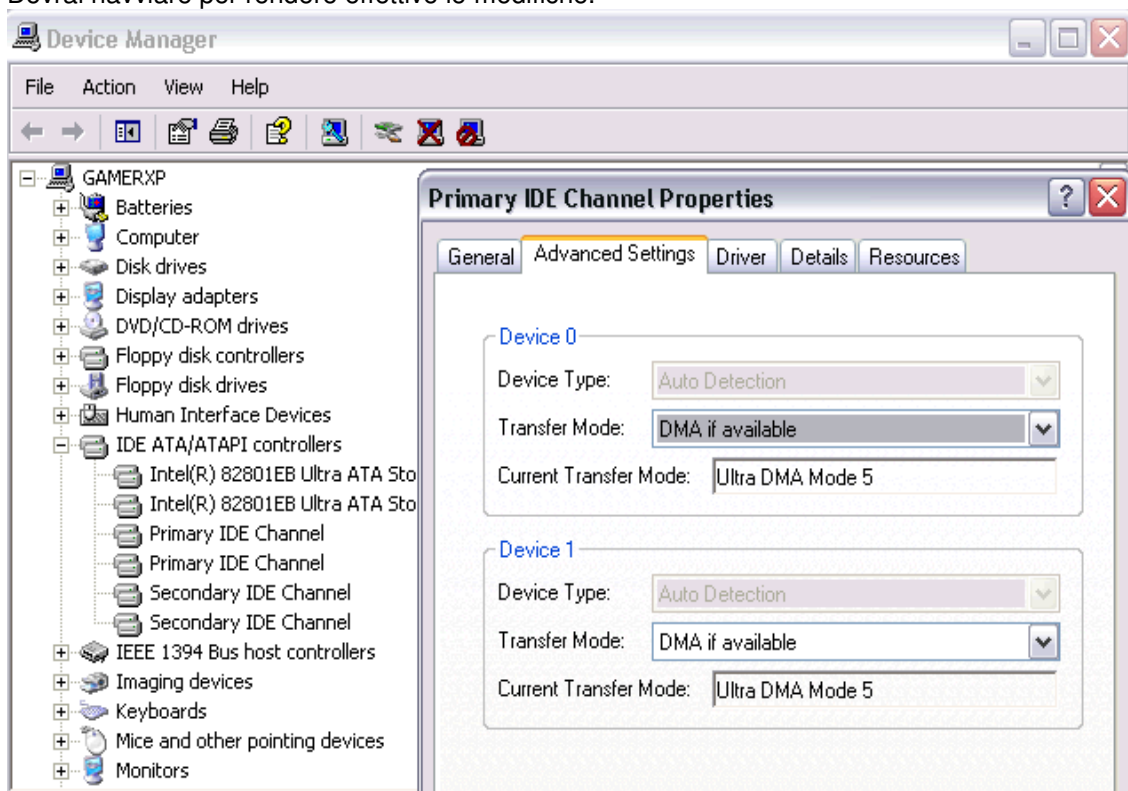 Dovrai riavviare per rendere effettive le modifiche.
Device Manager
File Action View Help
GAMERXP
Batteries
Computer
Disk drives
Display adapters
DVD/CD-ROM drives
Floppy disk controllers
Floppy disk drives
Human Interface Devices
IDE ATA/ATAPI controllers
Intel(R) 82801EB Ultra ATA Sto
Intel(R) 82801EB Ultra ATA Sto
Primary IDE Channel
Primary IDE Channel
Secondary IDE Channel
Secondary IDE Channel
IEEE 1394 Bus host controllers
Imaging devices
Keyboards
Mice and other pointing devices
Monitors
Primary IDE Channel Properties
General Advanced Settings Driver Details Resources
Device 0
Device Type: Auto Detection
Transfer Mode: DMA if available
Current Transfer Mode: Ultra DMA Mode 5
Device 1
Device Type: Auto Detection
Transfer Mode: DMA if available
Current Transfer Mode: Ultra DMA Mode 5